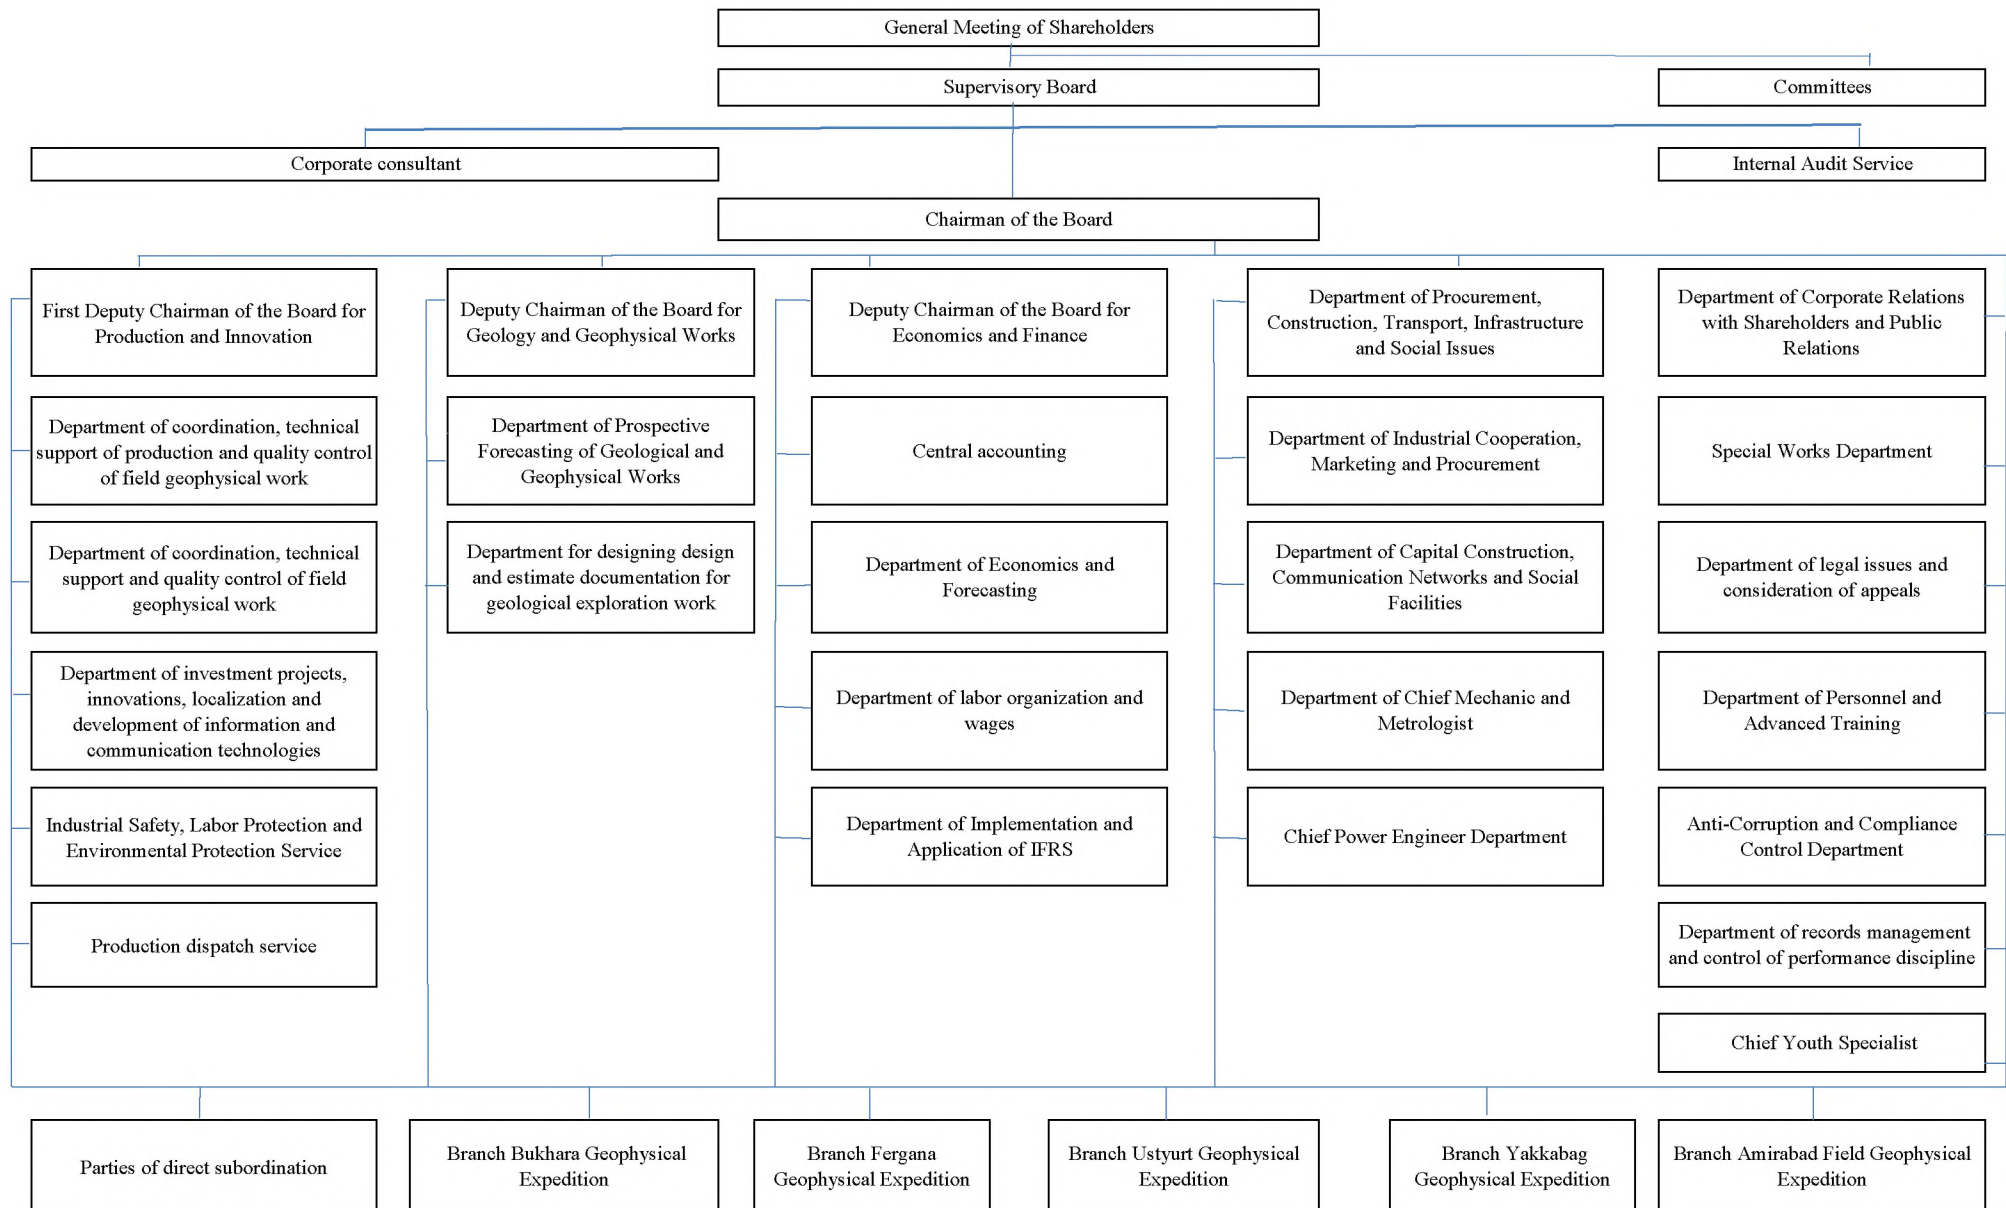 General Meeting of Shareholders
Supervisory Board
Committees
Corporate consultant
Internal Audit Service
Chairman of the Board
First Deputy Chairman of the Board for
Production and Innovation
Deputy Chairman of the Board for
Geology and Geophysical Works
Deputy Chairman of the Board for
Economics and Finance
Department of Procurement,
Construction, Transport, Infrastructure
and Social Issues
Department of Corporate Relations
with Shareholders and Public
Relations
Department of coordination, technical
support of production and quality control
of field geophysical work
Department of Prospective
Forecasting of Geological and
Geophysical Works
Central accounting
Department of Industrial Cooperation,
Marketing and Procurement
Special Works Department
Department of coordination, technical
support and quality control of field
geophysical work
Department for designing design
and estimate documentation for
geological exploration work
Department of Economics and
Forecasting
Department of Capital Construction,
Communication Networks and Social
Facilities
Department of legal issues and
consideration of appeals
Department of investment projects,
innovations, localization and
development of information and
communication technologies
Department of labor organization and
wages
Department of Chief Mechanic and
Metrologist
Department of Personnel and
Advanced Training
Industrial Safety, Labor Protection and
Environmental Protection Service
Department of Implementation and
Application of IFRS
Chief Power Engineer Department
Anti-Corruption and Compliance
Control Department
Production dispatch service
Department of records management
and control of performance discipline
Chief Youth Specialist
Parties of direct subordination
Branch Bukhara Geophysical
Expedition
Branch Fergana
Geophysical Expedition
Branch Ustyurt Geophysical
Expedition
Branch Yakkabag
Geophysical Expedition
Branch Amirabad Field Geophysical
Expedition